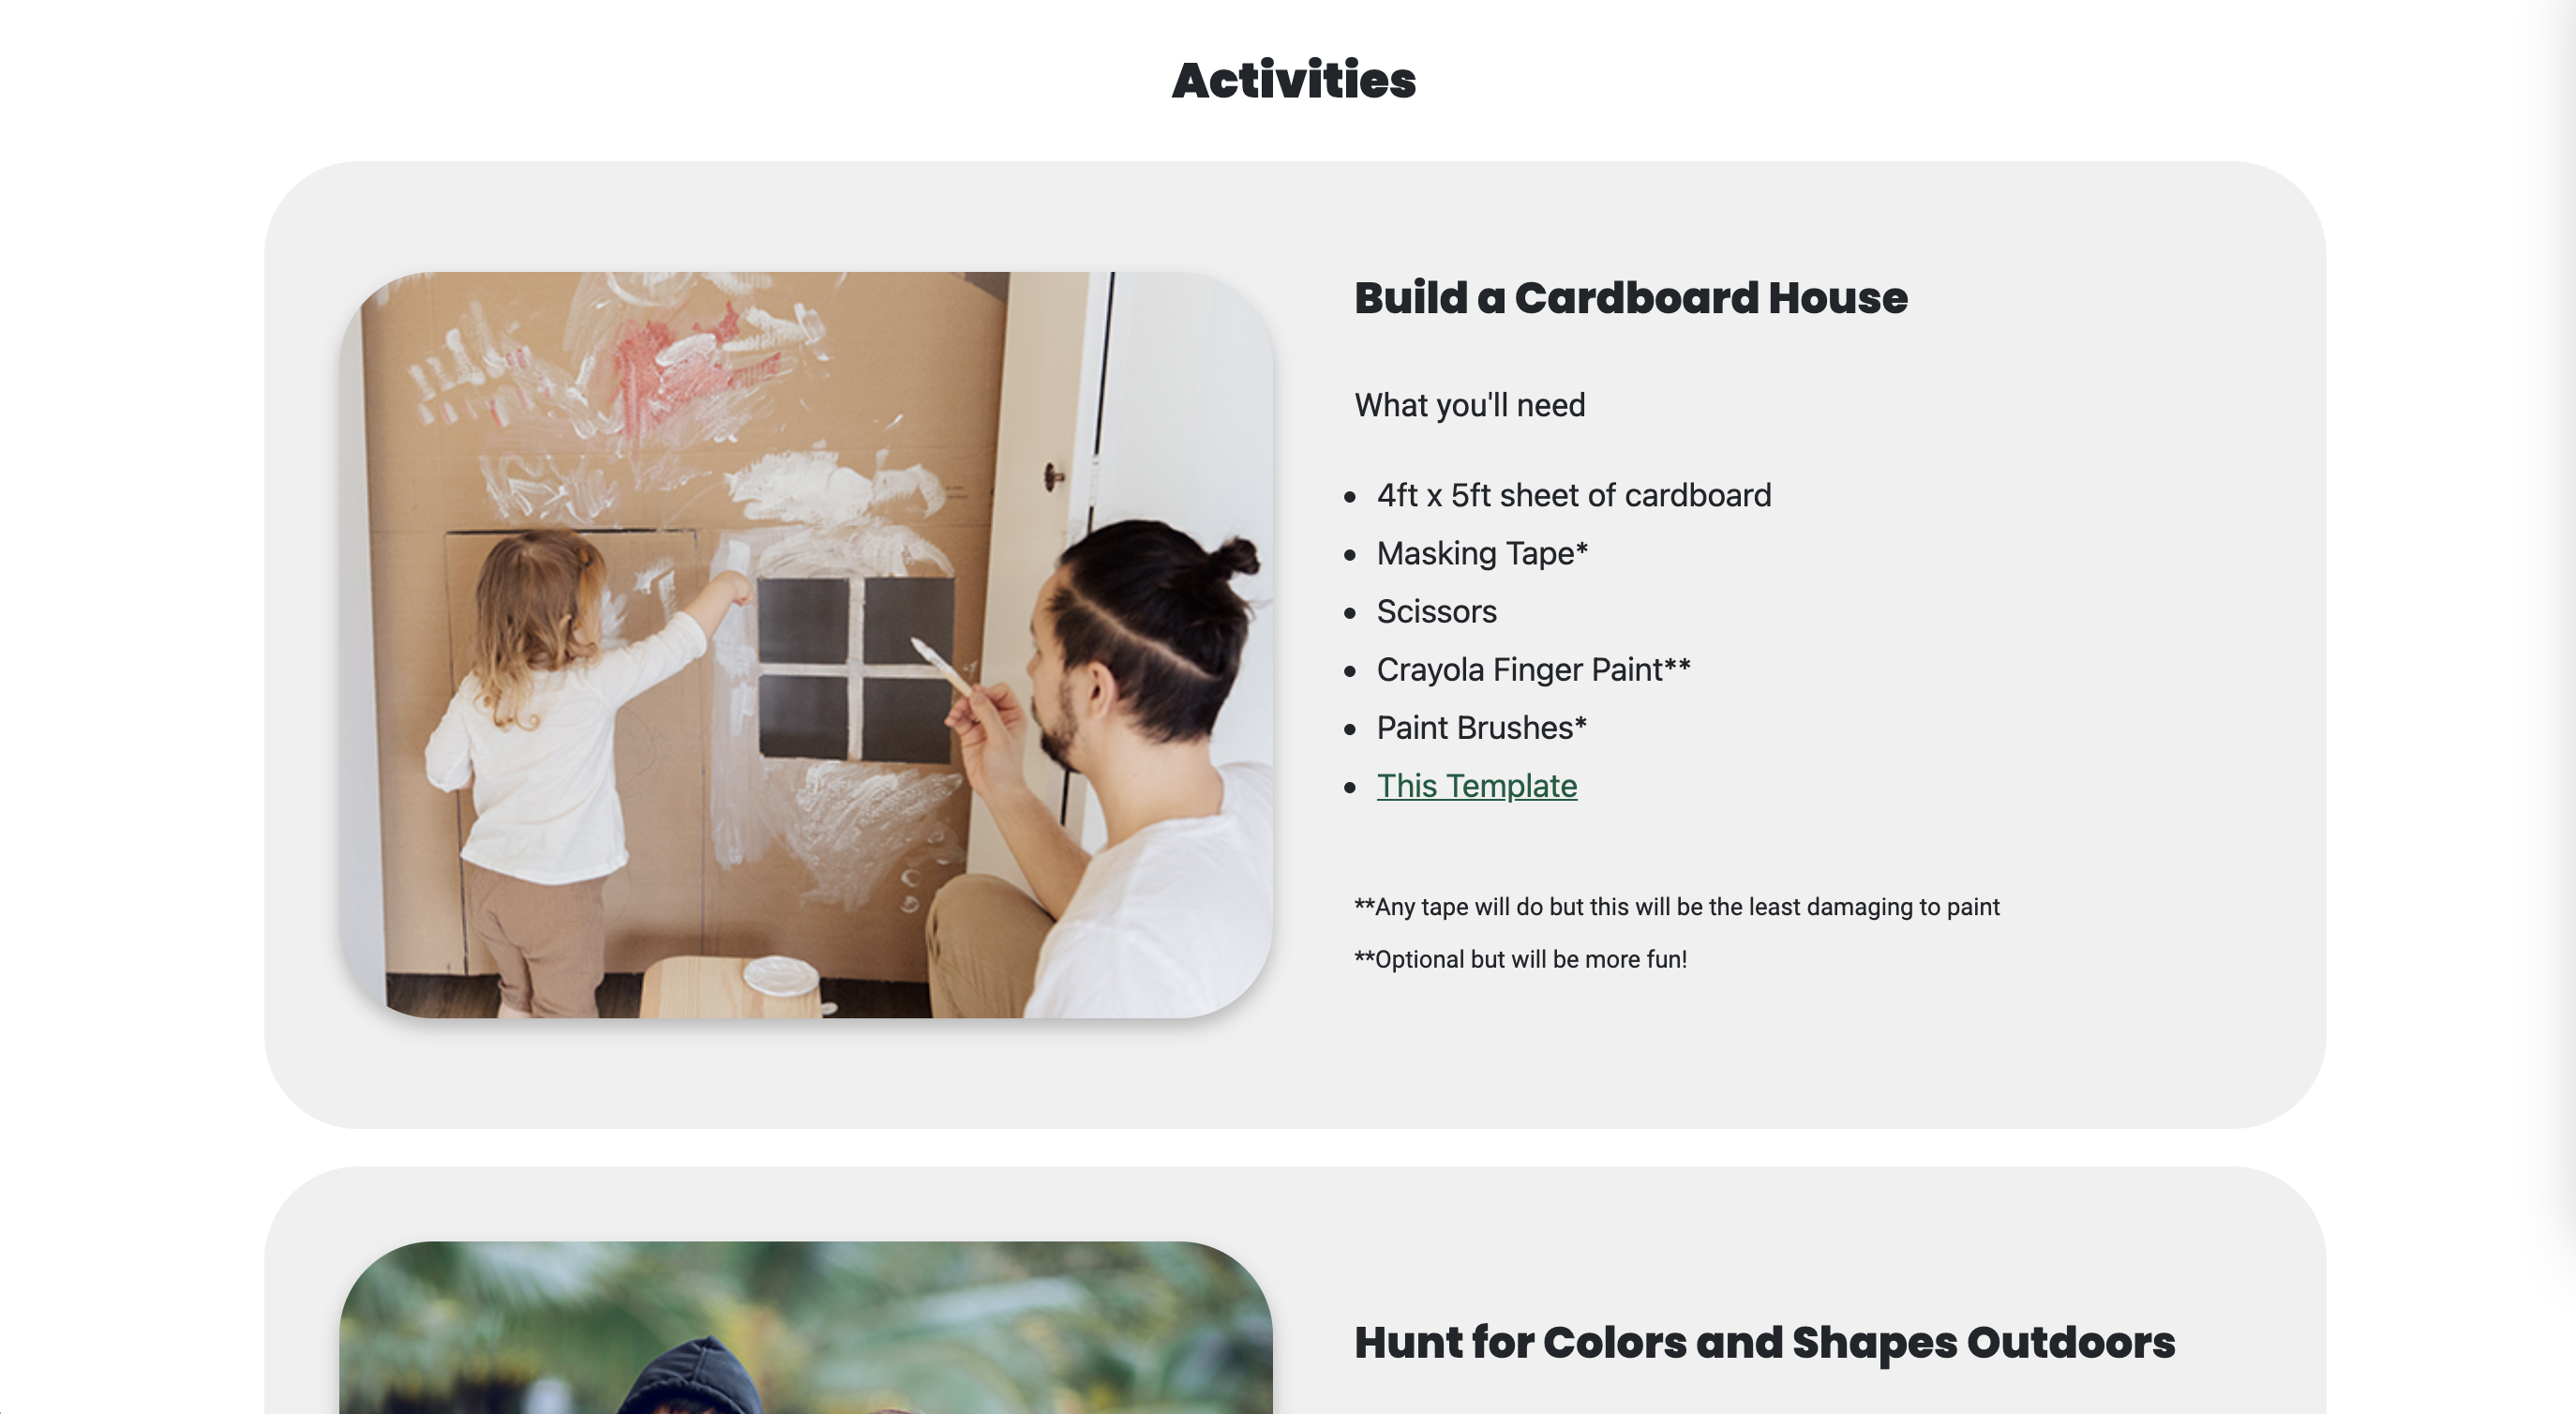 Activities
Build a Cardboard House
What you'll need
4ft x 5ft sheet of cardboard
Masking Tape*
Scissors
Crayola Finger Paint**
Paint Brushes*
This Template
**Any tape will do but this will be the least damaging to paint
**Optional but will be more fun!
Hunt for Colors and Shapes Outdoors